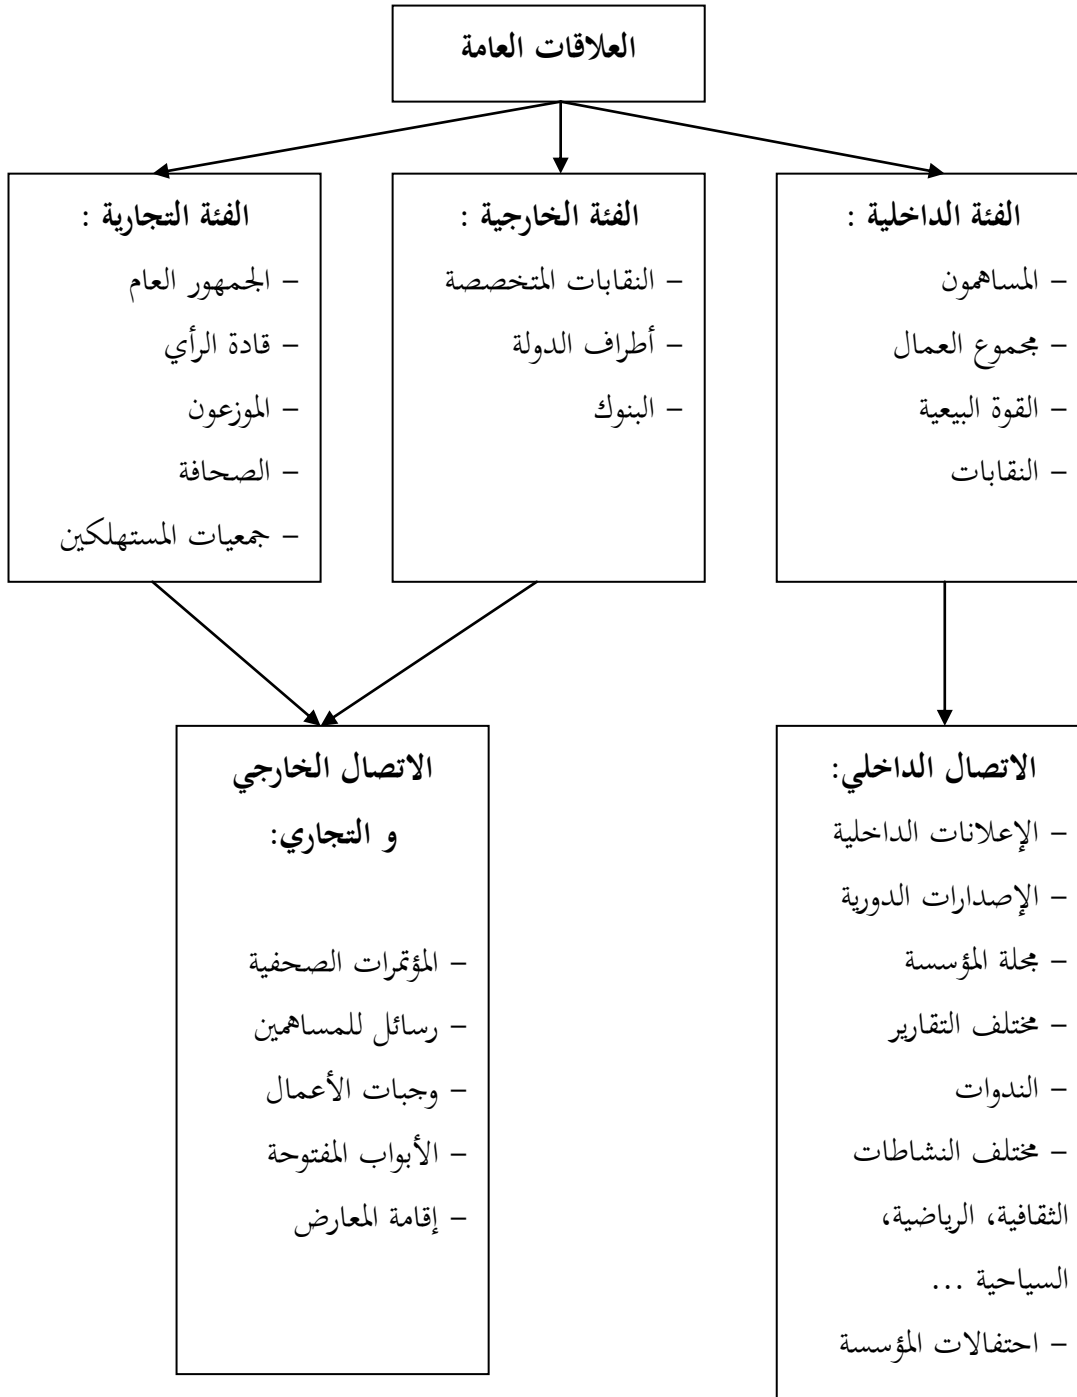 العلاقات العامة
الفئة الداخلية :
– المساهمون
– مجموع العمال
– القوة البيعية
– النقابات
الفئة الخارجية :
– النقابات المتخصصة
– أطراف الدولة
– البنوك
الفئة التجارية :
– الجمهور العام
– قادة الرأي
– الموزعون
– الصحافة
– جمعيات المستهلكين
الاتصال الداخلي:
– الإعلانات الداخلية
– الإصدارات الدورية
– مجلة المؤسسة
– مختلف التقارير
– الندوات
– مختلف النشاطات
الثقافية، الرياضية،
السياحية ...
– احتفالات المؤسسة
الاتصال الخارجي
و التجاري:
– المؤتمرات الصحفية
– رسائل للمساهمين
– وجبات الأعمال
– الأبواب المفتوحة
– إقامة المعارض